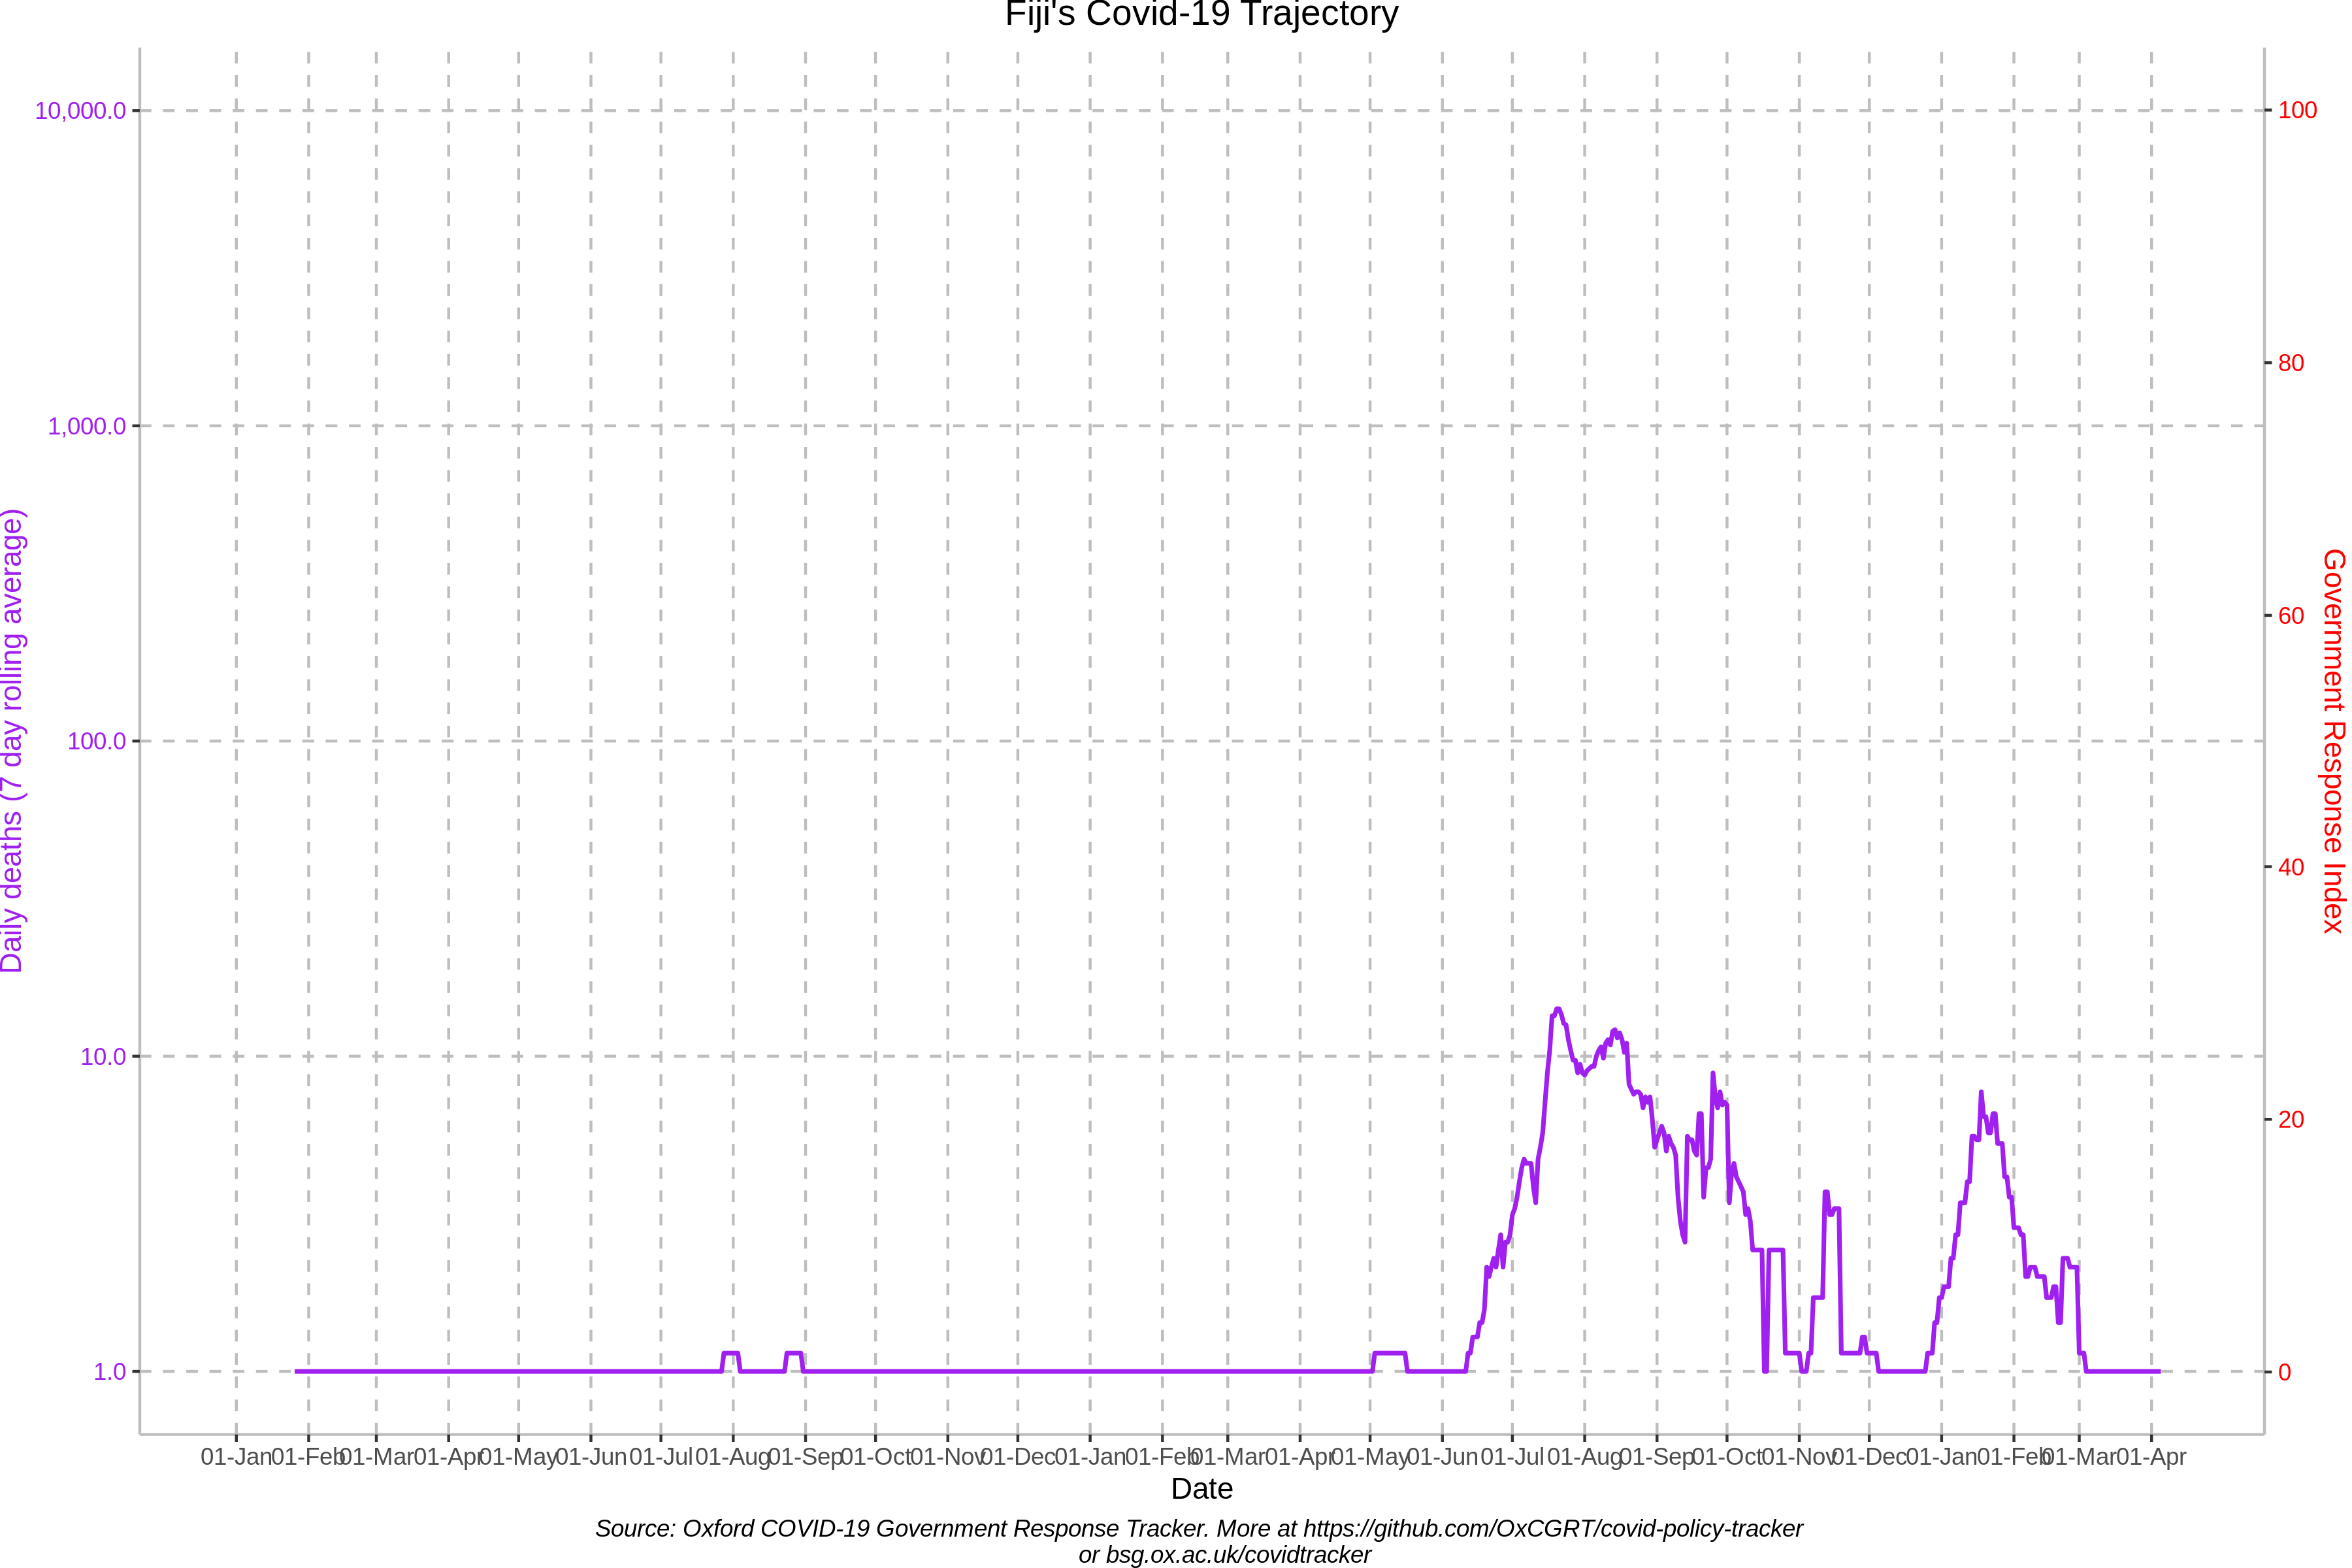 Fiji's Covid-19 Trajectory
10,000.0
1,000.0
100.0
10.0
1.0
Daily deaths (7 day rolling average)
100
80
60
40
20
0
Government Response Index
01-Jan 01-Feb 01-Mar 01-Apr 01-May 01-Jun 01-Jul 01-Aug 01-Sep 01-Oct 01-Nov 01-Dec 01-Jan 01-Feb 01-Mar 01-Apr 01-May 01-Jun 01-Jul 01-Aug 01-Sep 01-Oct 01-Nov 01-Dec 01-Jan 01-Feb 01-Mar 01-Apr
Date
Source: Oxford COVID-19 Government Response Tracker. More at https://github.com/OxCGRT/covid-policy-tracker
or bsg.ox.ac.uk/covidtracker